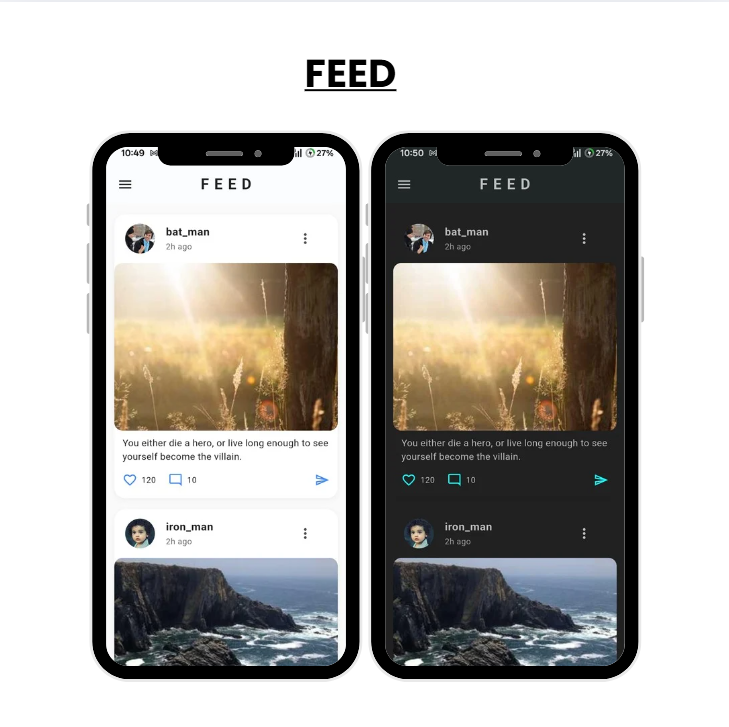 FEED
10:49
27%
FEED
bat_man
2h ago
You either die a hero, or live long enough to see
yourself become the villain.
120
10
iron_man
2h ago
10:50
27%
FEED
bat_man
2h ago
You either die a hero, or live long enough to see
yourself become the villain.
120
10
iron_man
2h ago